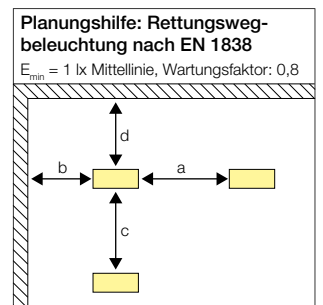 Planungshilfe: Rettungsweg-
beleuchtung nach EN 1838
Emin = 1 lx Mittellinie, Wartungsfaktor: 0,8
d
b
a
c